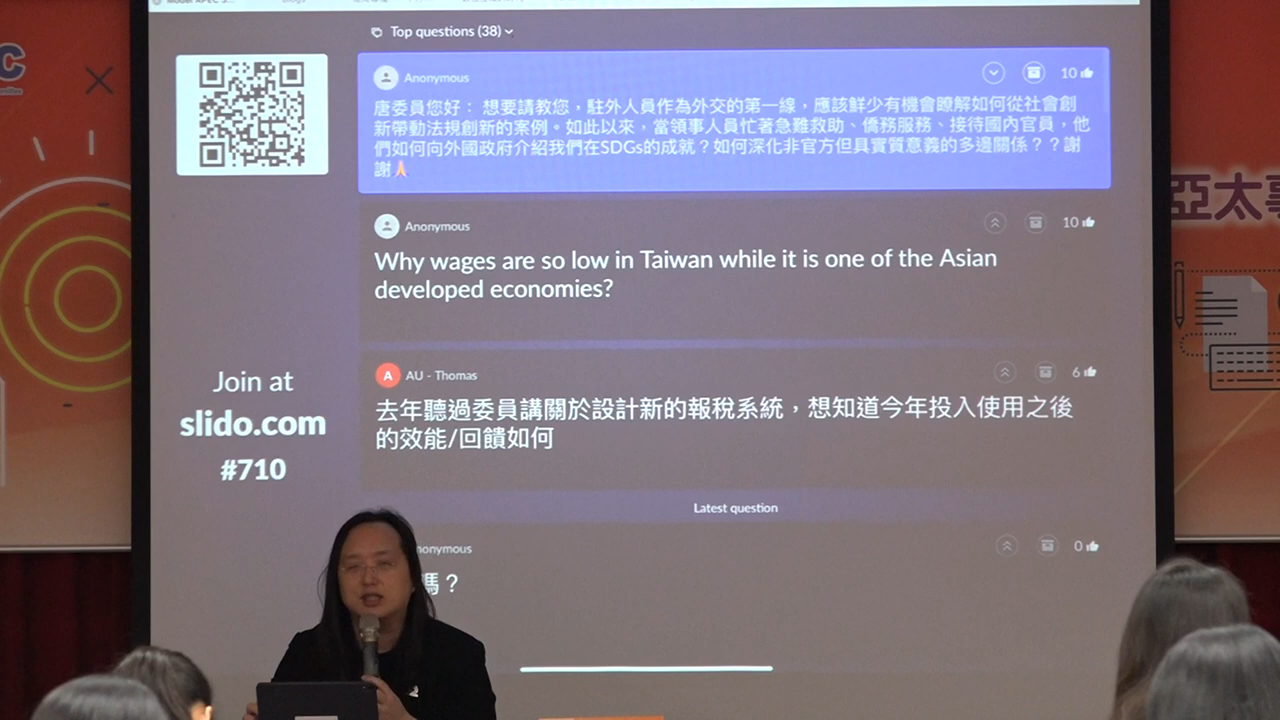 Top questions (38)
Anonymous
10
唐委員您好： 想要請教您，駐外人員作為外交的第一線，應該鮮少有機會瞭解如何從社會創
新帶動法規創新的案例。如此以來，當領事人員忙著急難救助、僑務服務、接待國內官員，他
們如何向外國政府介紹我們在SDGs的成就？如何深化非官方但具實質意義的多邊關係？？謝
謝🙏
Anonymous
10
Why wages are so low in Taiwan while it is one of the Asian
developed economies?
A AU - Thomas
6
去年聽過委員講關於設計新的報稅系統，想知道今年投入使用之後
的效能/回饋如何
Latest question
nonymous
0
嗎？
Join at
slido.com
#710
C
亞太